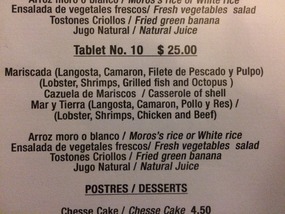 Arroz moro o blanco / Moros's rice or White rice
Ensalada de vegetales frescos/ Fresh vegetables salad
Tostones Criollos / Fried green banana
Jugo Natural / Natural Juice
Tablet No. 10 $ 25.00
Mariscada (Langosta, Camaron, Filete de Pescado y Pulpo)
(Lobster, Shrimps, Grilled fish and Octopus )
Cazuela de Mariscos / Casserole of shell
Mar y Tierra (Langosta, Camaron, Pollo y Res) /
(Lobster, Shrimps, Chicken and Beef)
Arroz moro o blanco/ Moros's rice or White rice
Ensalada de vegetales frescos/ Fresh vegetables salad
Tostones Criollos / Fried green banana
Jugo Natural / Natural Juice
POSTRES / DESSERTS
Chesse Cake / Chesse Cake 4.50